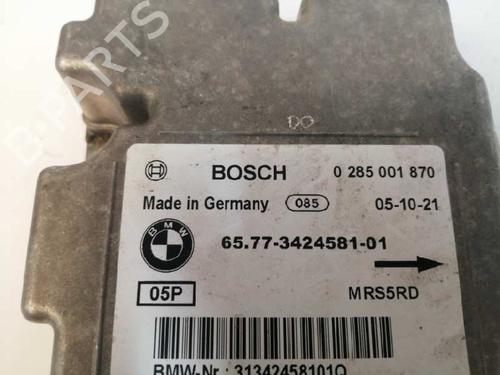 B-PARTS
DO
BOSCH 0 285 001 870
Made in Germany 085 05-10-21
BMW
65.77-3424581-01
05P MRS5RD
BMW-Nr.: 31342458101Q